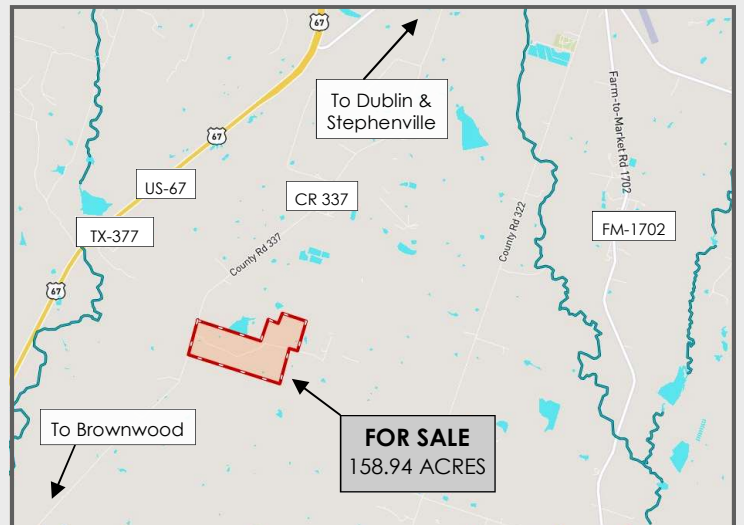 67
To Dublin &
Stephenville
67
US-67
CR 337
TX-377
FM-1702
Farm-to-Market Rd 1702
County Rd 322
County Rd 337
67
To Brownwood
FOR SALE
158.94 ACRES